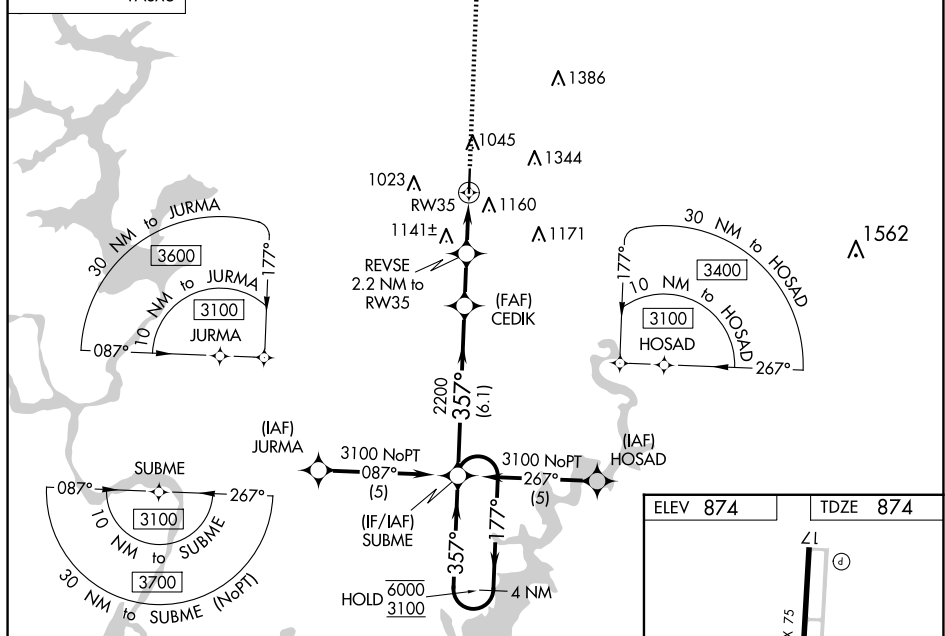 1386
1045
1344
1023
RW35
1160
1141±
1171
1562
30 NM to JURMA
3600
177°
10 NM to JURMA
3100
JURMA
087°
REVSE
2.2 NM to
RW35
(FAF)
CEDIK
30 NM to HOSAD
3400
177°
10 NM to HOSAD
3100
HOSAD
267°
2200
357°
(6.1)
(IAF)
JURMA
3100 NoPT
087°
(5)
3100 NoPT
267°
(5)
(IAF)
HOSAD
(IF/IAF)
SUBME
SUBME
087°
267°
3100
10 NM to SUBME
3700
30 NM to SUBME (NoPT)
357°
177°
HOLD
6000
3100
4 NM
ELEV 874
TDZE 874
17
P
X 75